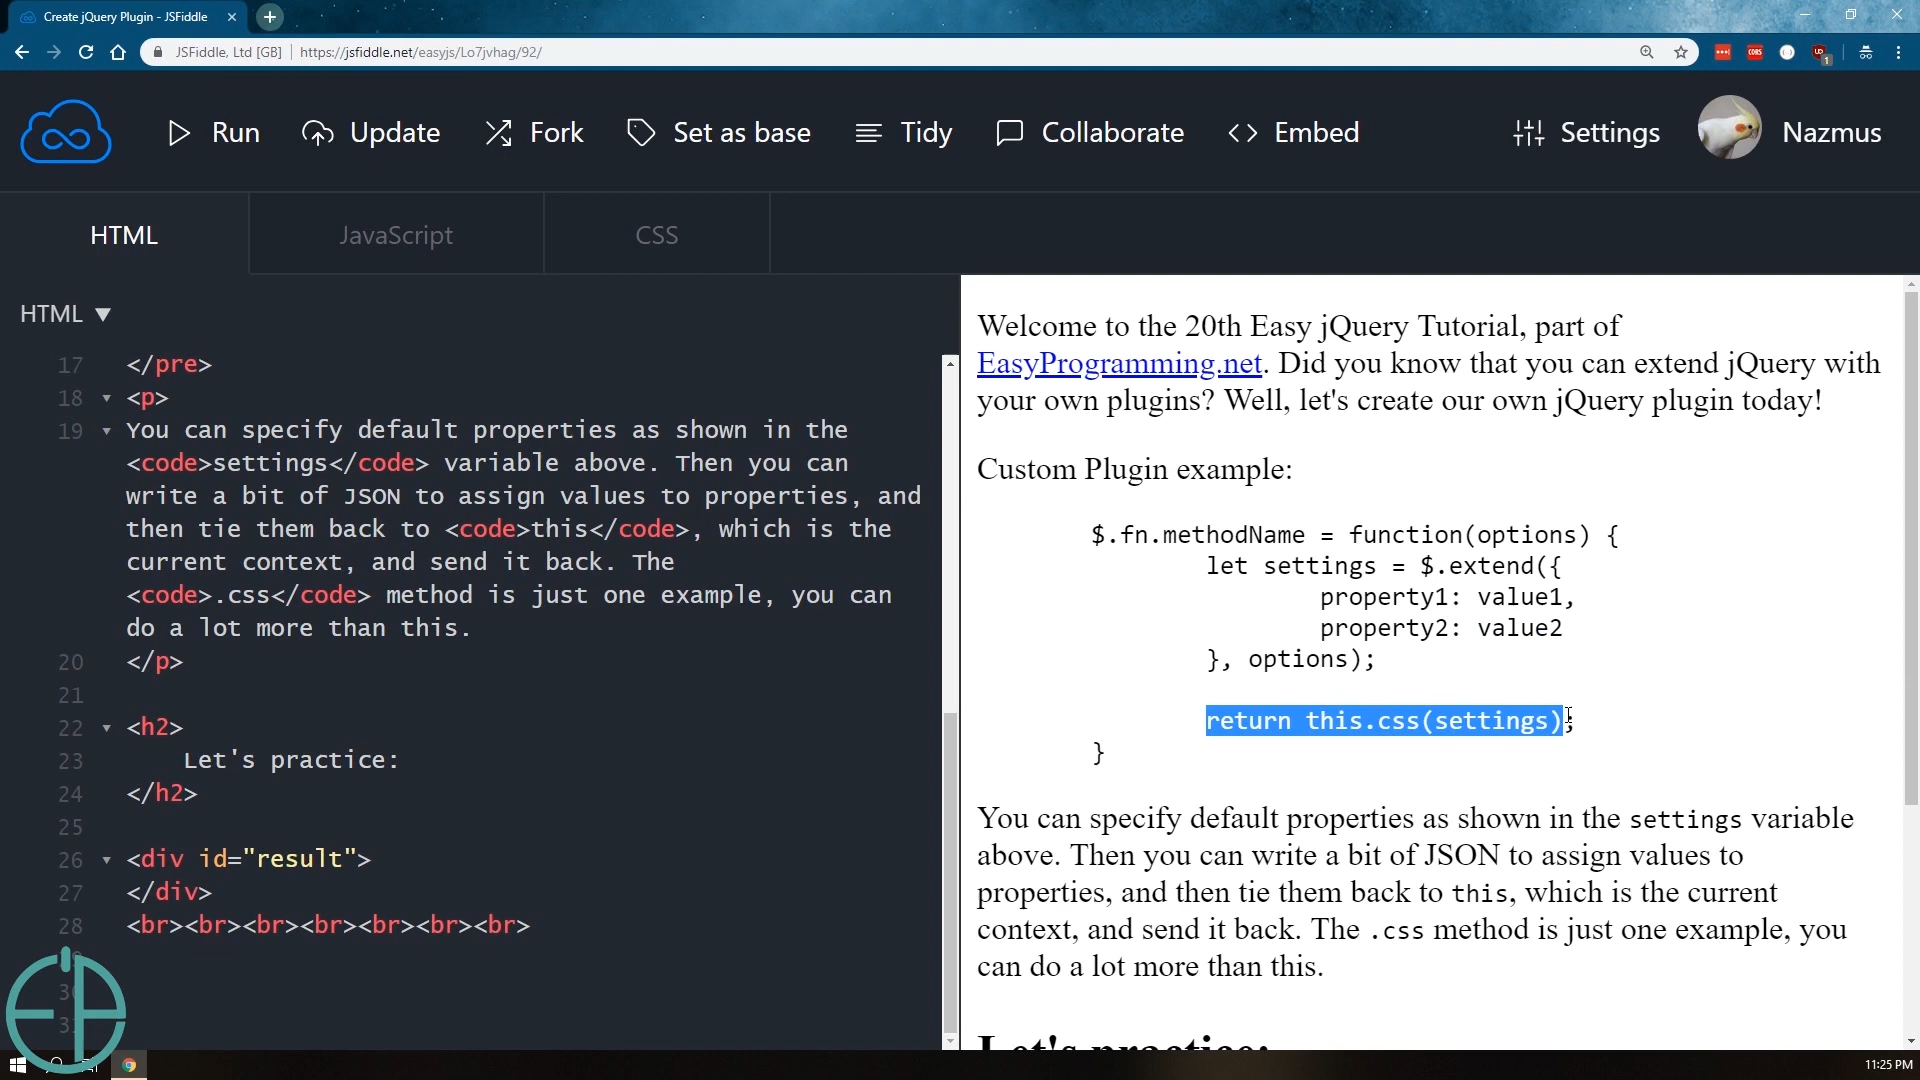 Create jQuery Plugin - JSFiddle
JSFiddle, Ltd [GB] | https://jsfiddle.net/easyjs/Lo7jvhag/92/
CORS
1
Run
Update
Fork
Set as base
Tidy
Collaborate
Embed
Settings
Nazmus
HTML
JavaScript
CSS
HTML ▼
17 </pre>
18 <p>
19 You can specify default properties as shown in the
<code>settings</code> variable above. Then you can
write a bit of JSON to assign values to properties, and
then tie them back to <code>this</code>, which is the
current context, and send it back. The
<code>.css</code> method is just one example, you can
do a lot more than this.
20 </p>
21
22 <h2>
23 Let's practice:
24 </h2>
25
26 <div id="result">
27 </div>
28 <br><br><br><br><br><br><br>
Welcome to the 20th Easy jQuery Tutorial, part of
EasyProgramming.net. Did you know that you can extend jQuery with
your own plugins? Well, let's create our own jQuery plugin today!
Custom Plugin example:
$.fn.methodName = function(options) {
let settings = $.extend({
property1: value1,
property2: value2
}, options);
return this.css(settings);
}
You can specify default properties as shown in the settings variable
above. Then you can write a bit of JSON to assign values to
properties, and then tie them back to this, which is the current
context, and send it back. The .css method is just one example, you
can do a lot more than this.
Let's practice:
11:25 PM